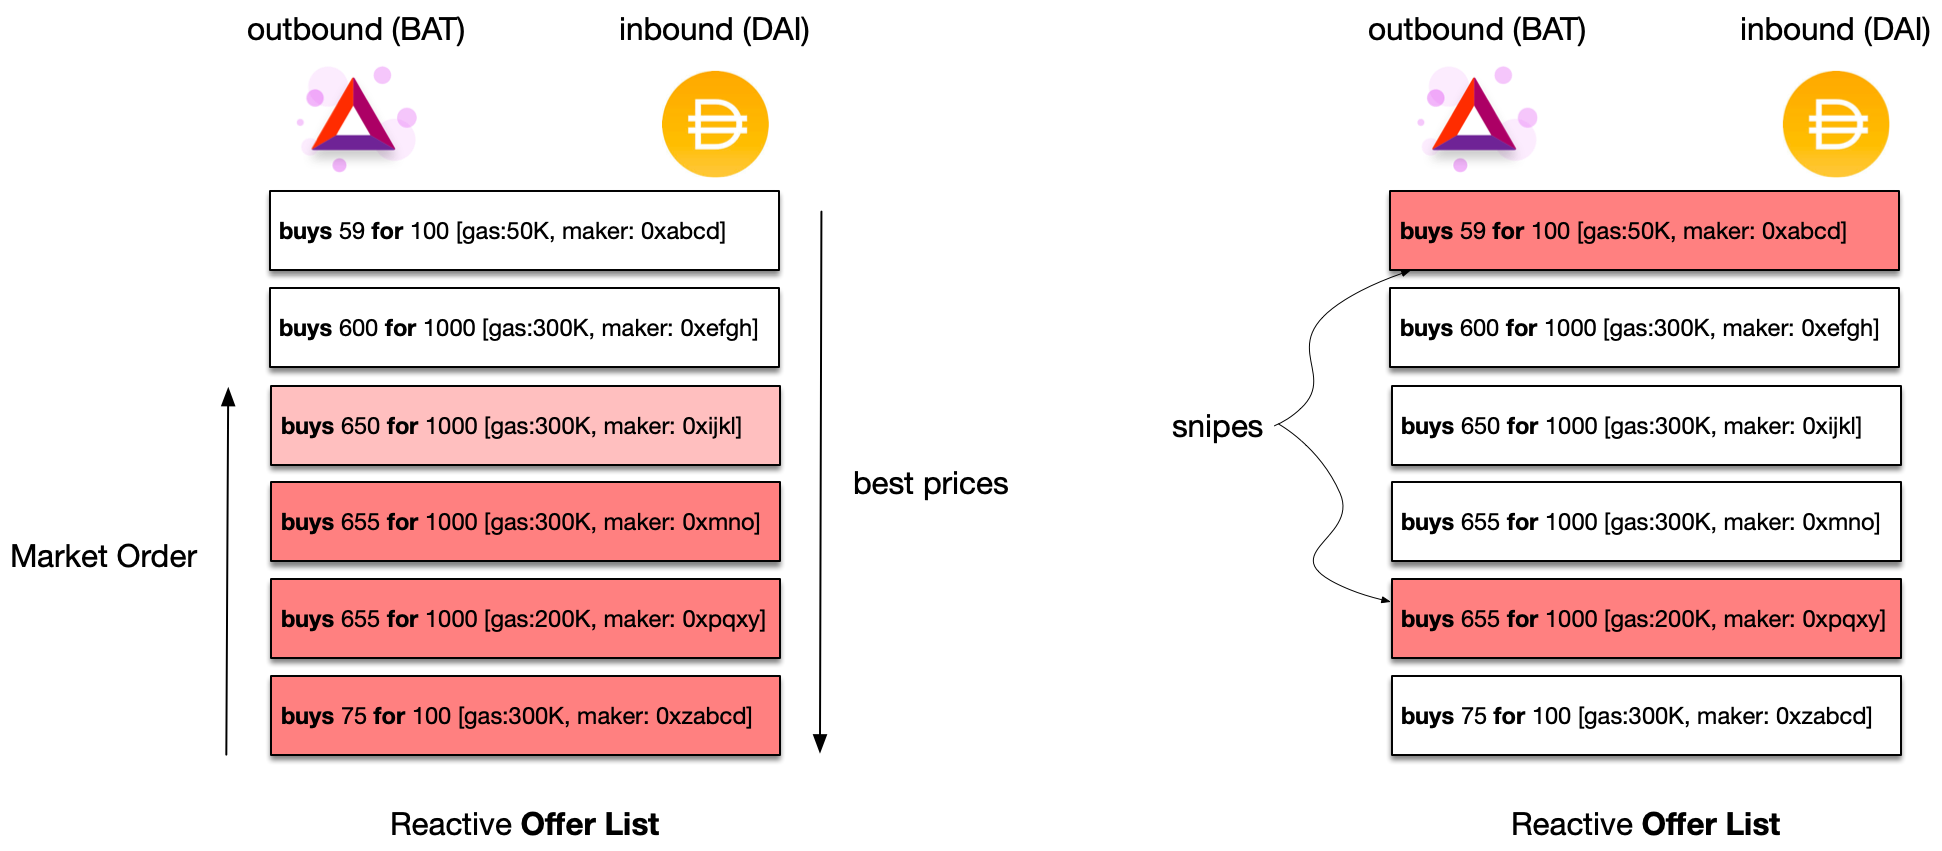 outbound (BAT)
inbound (DAI)
buys 59 for 100 [gas:50K, maker: 0xabcd]
buys 600 for 1000 [gas:300K, maker: 0xefgh]
buys 650 for 1000 [gas:300K, maker: 0xijkl]
buys 655 for 1000 [gas:300K, maker: 0xmno]
buys 655 for 1000 [gas:200K, maker: 0xpqxy]
buys 75 for 100 [gas:300K, maker: 0xzabcd]
Market Order
best prices
Reactive Offer List
outbound (BAT)
inbound (DAI)
buys 59 for 100 [gas:50K, maker: 0xabcd]
buys 600 for 1000 [gas:300K, maker: 0xefgh]
buys 650 for 1000 [gas:300K, maker: 0xijkl]
buys 655 for 1000 [gas:300K, maker: 0xmno]
buys 655 for 1000 [gas:200K, maker: 0xpqxy]
buys 75 for 100 [gas:300K, maker: 0xzabcd]
snipes
Reactive Offer List